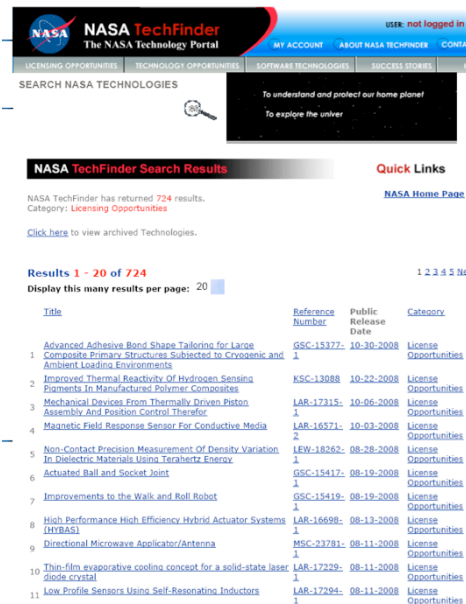 NASA
NASA TechFinder
The NASA Technology Portal
USER: not logged in
MY ACCOUNT ABOUT NASA TECHFINDER CONTA
LICENSING OPPORTUNITIES TECHNOLOGY OPPORTUNITIES SOFTWARE TECHNOLOGIES SUCCESS STORIES
SEARCH NASA TECHNOLOGIES
To understand and protect our home planet
To explore the univer
NASA TechFinder Search Results
Quick Links
NASA TechFinder has returned 724 results.
Category: Licensing Opportunities
NASA Home Page
Click here to view archived Technologies.
Results 1 - 20 of 724
1 2 3 4 5 Ne
Display this many results per page: 20
Title Reference Number Public Release Date Category
1 Advanced Adhesive Bond Shape Tailoring for Large Composite Primary Structures Subjected to Cryogenic and Ambient Loading Environments GSC-15377-1 10-30-2008 License Opportunities
2 Improved Thermal Reactivity Of Hydrogen Sensing Pigments In Manufactured Polymer Composites KSC-13088 10-22-2008 License Opportunities
3 Mechanical Devices From Thermally Driven Piston Assembly And Position Control Therefor LAR-17315-1 10-06-2008 License Opportunities
4 Magnetic Field Response Sensor For Conductive Media LAR-16571-2 10-03-2008 License Opportunities
5 Non-Contact Precision Measurement Of Density Variation In Dielectric Materials Using Terahertz Energy LEW-18262-1 08-28-2008 License Opportunities
6 Actuated Ball and Socket Joint GSC-15417-1 08-19-2008 License Opportunities
7 Improvements to the Walk and Roll Robot GSC-15419-1 08-19-2008 License Opportunities
8 High Performance High Efficiency Hybrid Actuator Systems (HYBAS) LAR-16698-1 08-13-2008 License Opportunities
9 Directional Microwave Applicator/Antenna MSC-23781-1 08-11-2008 License Opportunities
10 Thin-film evaporative cooling concept for a solid-state laser diode crystal LAR-17229-1 08-11-2008 License Opportunities
11 Low Profile Sensors Using Self-Resonating Inductors LAR-17294-1 08-11-2008 License Opportunities